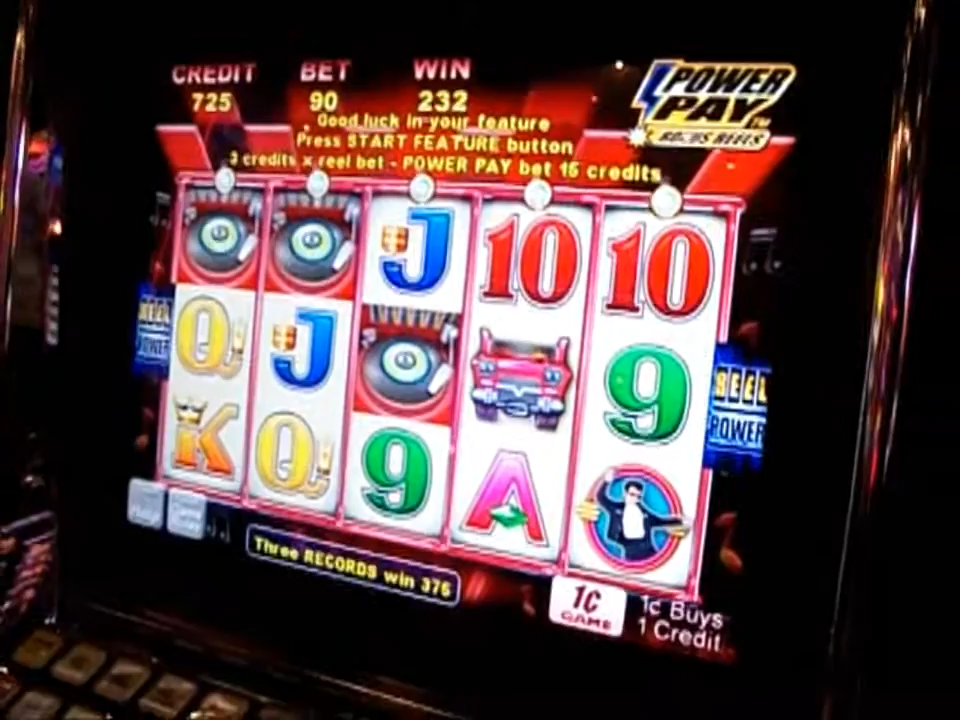 CREDIT BET WIN
725 90 232
POWER PAY
Good luck in your feature
Press START FEATURE button
3 credits x reel bet - POWER PAY bet 15 credits
J 10 10
REEL POWER
Q J 9
REEL POWER
K Q 9 A
Three RECORDS win 375
1¢ GAME
1¢ Buys
1 Credit